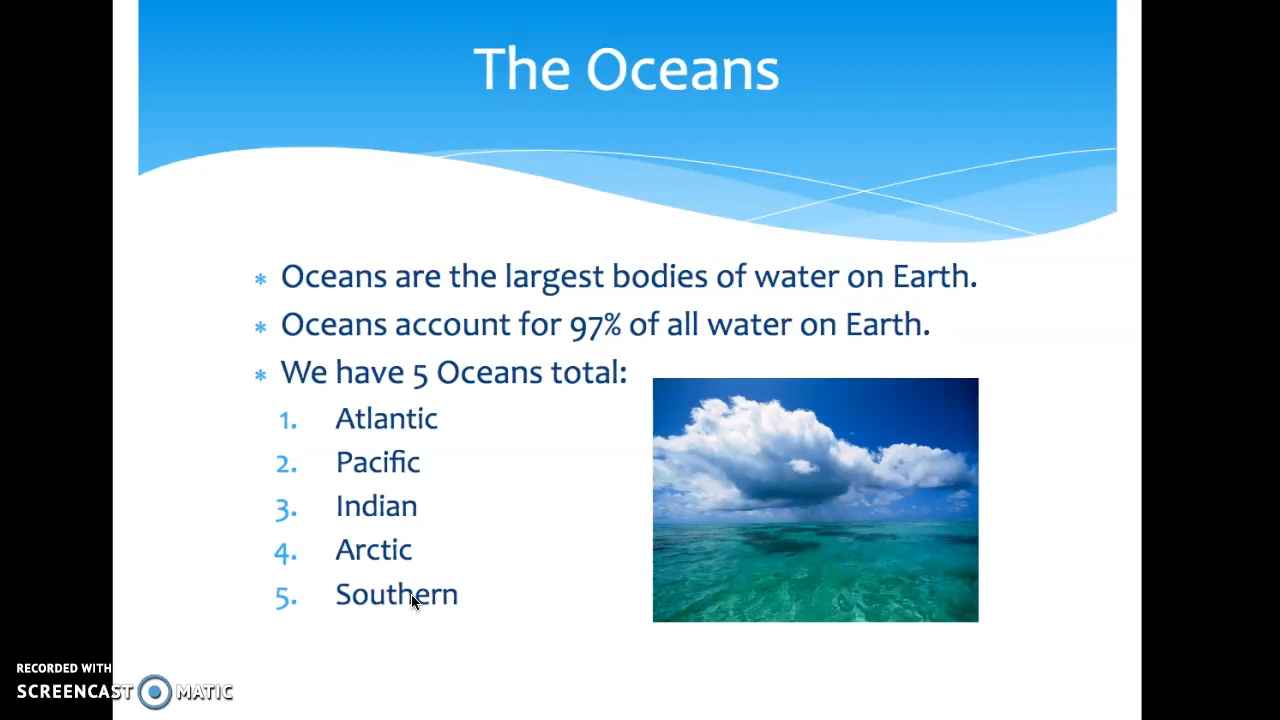 The Oceans
* Oceans are the largest bodies of water on Earth.
* Oceans account for 97% of all water on Earth.
* We have 5 Oceans total:
1. Atlantic
2. Pacific
3. Indian
4. Arctic
5. Southern
RECORDED WITH
SCREENCAST MATIC